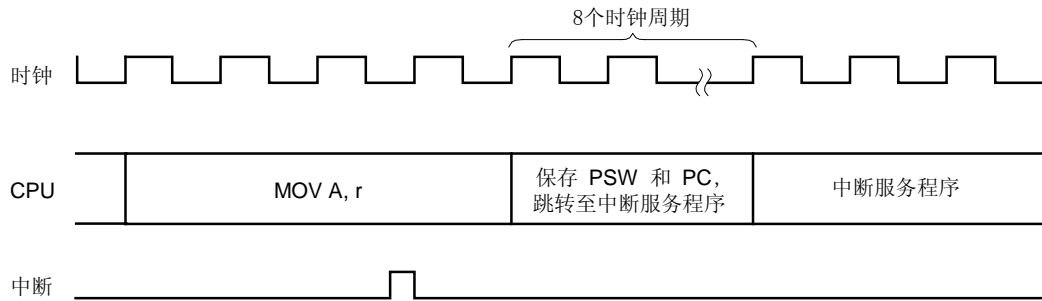 8个时钟周期
时钟
CPU
MOV A, r
保存 PSW 和 PC,
跳转至中断服务程序
中断服务程序
中断